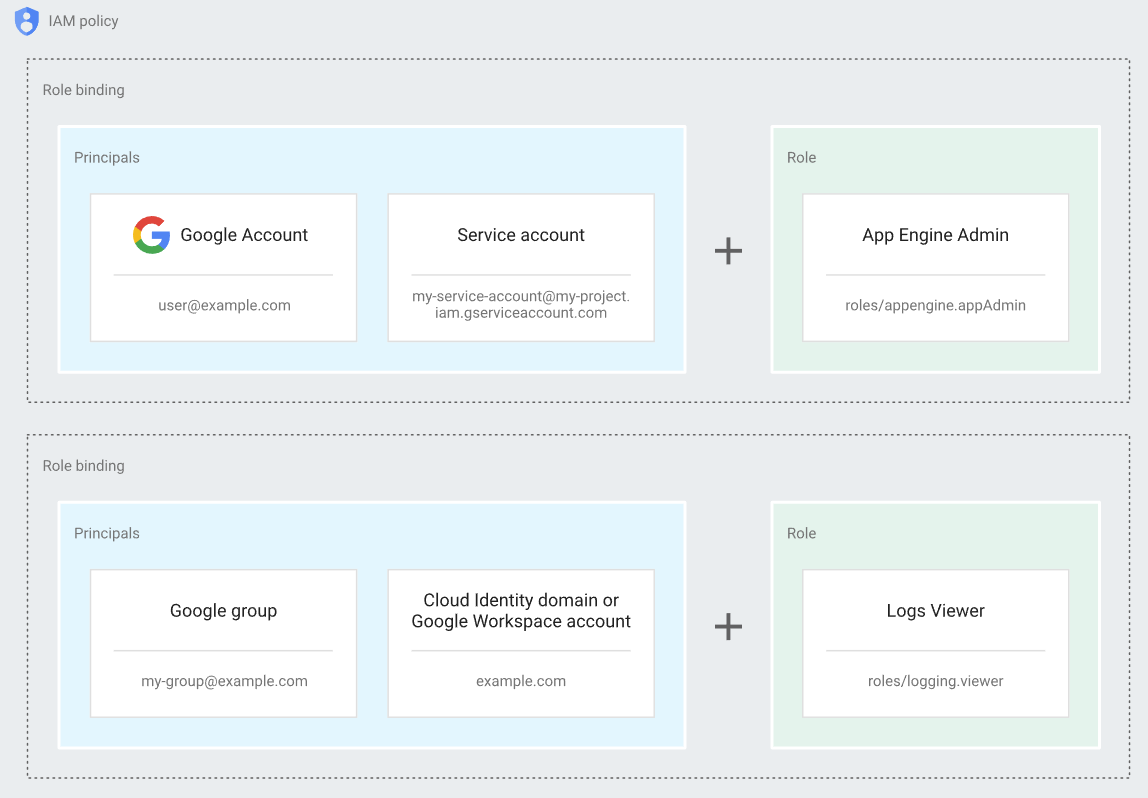 IAM policy
Role binding
Principals
Google Account
user@example.com
Service account
my-service-account@my-project.
iam.gserviceaccount.com
Role
App Engine Admin
roles/appengine.appAdmin
Role binding
Principals
Google group
my-group@example.com
Cloud Identity domain or
Google Workspace account
example.com
Role
Logs Viewer
roles/logging.viewer